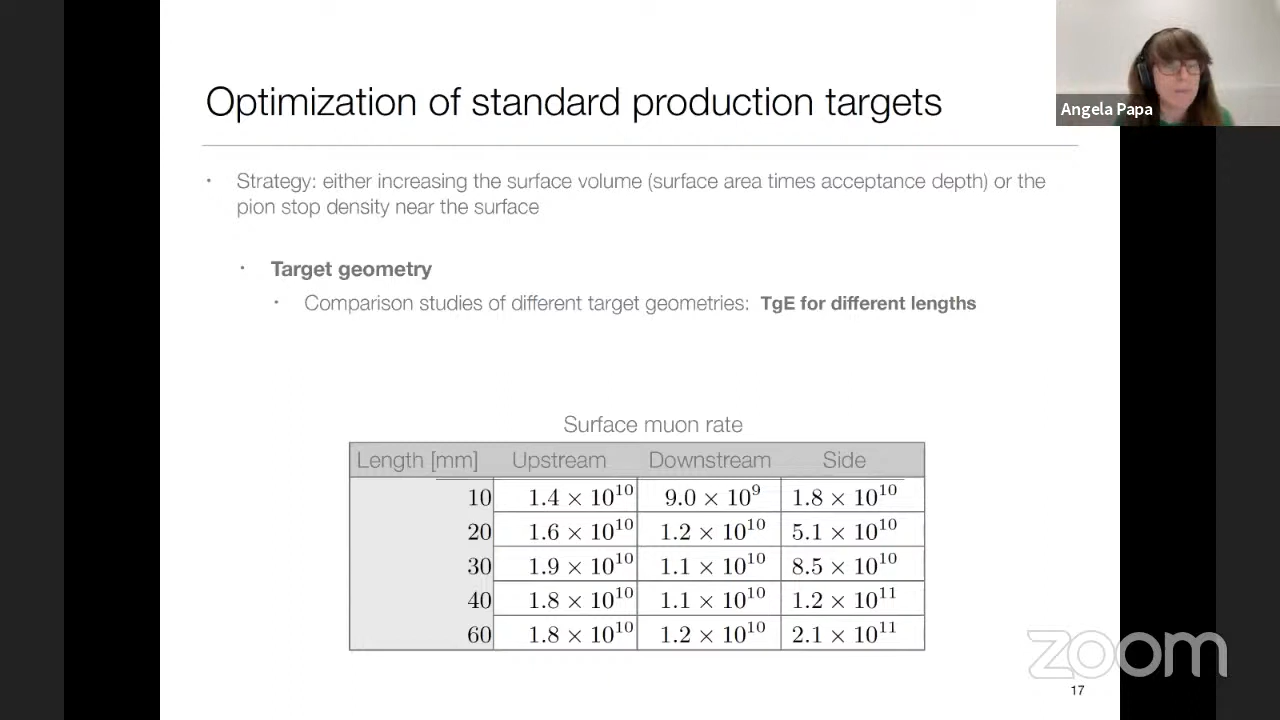 Optimization of standard production targets
Angela Papa
• Strategy: either increasing the surface volume (surface area times acceptance depth) or the
pion stop density near the surface
• Target geometry
• Comparison studies of different target geometries: TgE for different lengths
Surface muon rate
Length [mm] Upstream Downstream Side
10 1.4 × 10¹⁰ 9.0 × 10⁹ 1.8 × 10¹⁰
20 1.6 × 10¹⁰ 1.2 × 10¹⁰ 5.1 × 10¹⁰
30 1.9 × 10¹⁰ 1.1 × 10¹⁰ 8.5 × 10¹⁰
40 1.8 × 10¹⁰ 1.1 × 10¹⁰ 1.2 × 10¹¹
60 1.8 × 10¹⁰ 1.2 × 10¹⁰ 2.1 × 10¹¹
zoom
17